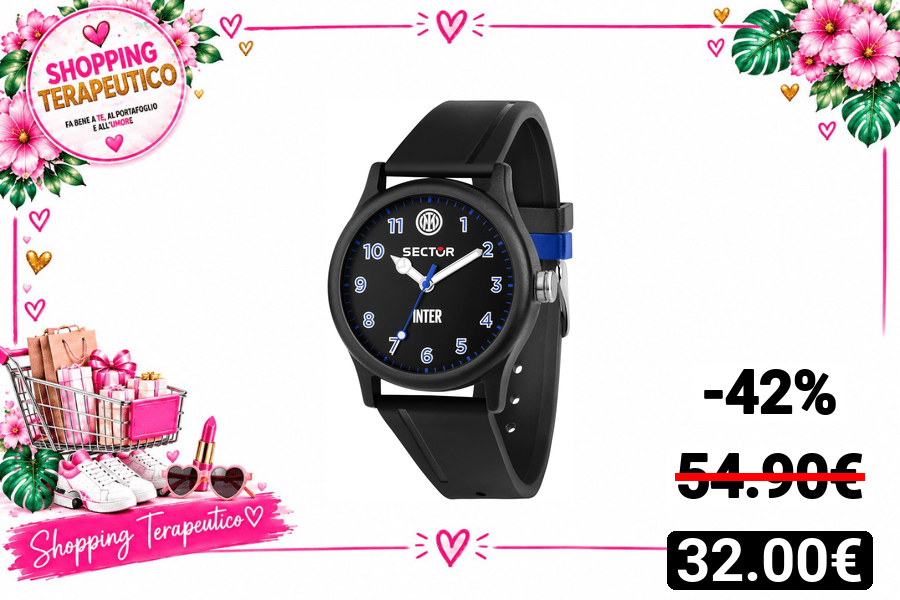 SHOPPING
TERAPEUTICO
FA BENE A TE, AL PORTAFOGLIO
E ALL'UMORE
11
1
10
SECTOR
2
9
3
INTER
8
4
7
6
5
-42%
54.90€
32.00€
Shopping Terapeutico